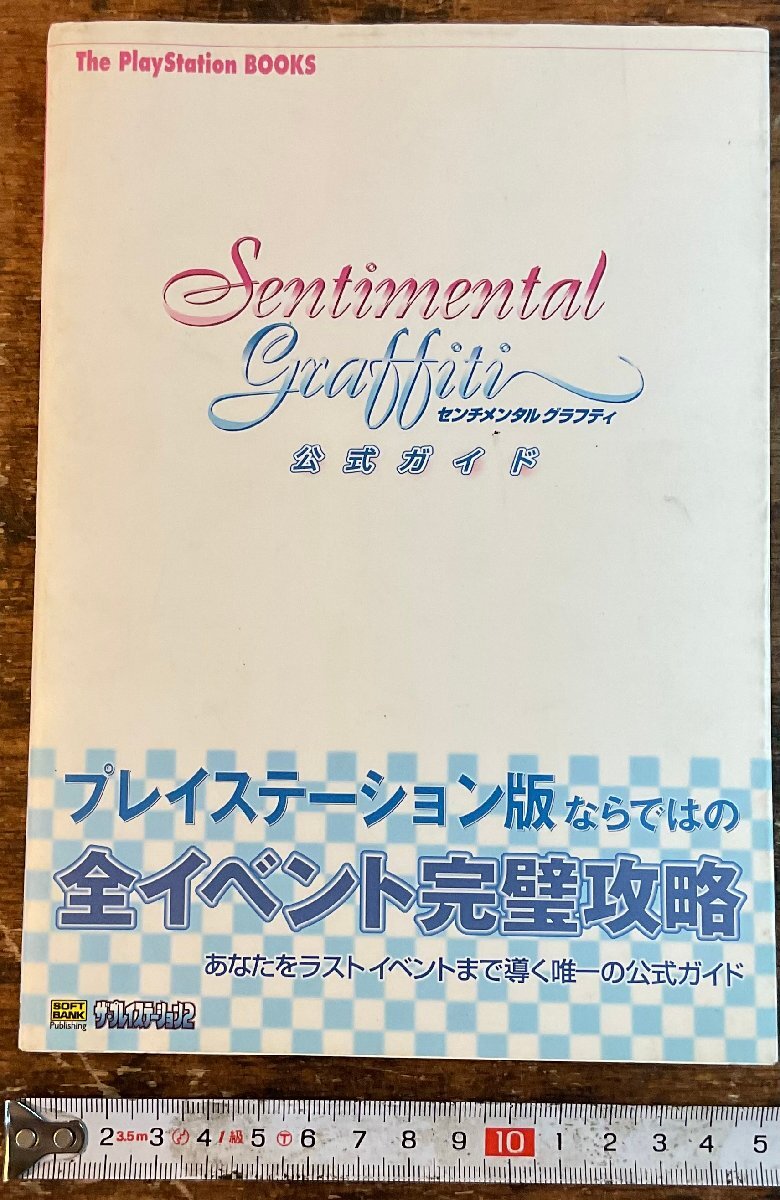 The PlayStation BOOKS
Sentimental
Graffiti
センチメンタル グラフティ
公式ガイド
プレイステーション版ならではの
全イベント完璧攻略
あなたをラストイベントまで導く唯一の公式ガイド
SOFT
BANK
Publishing
ザ・プレイステーション2
2 3.5m 3 4 1級 5 6 7 8 9 10 1 2 3 4 5